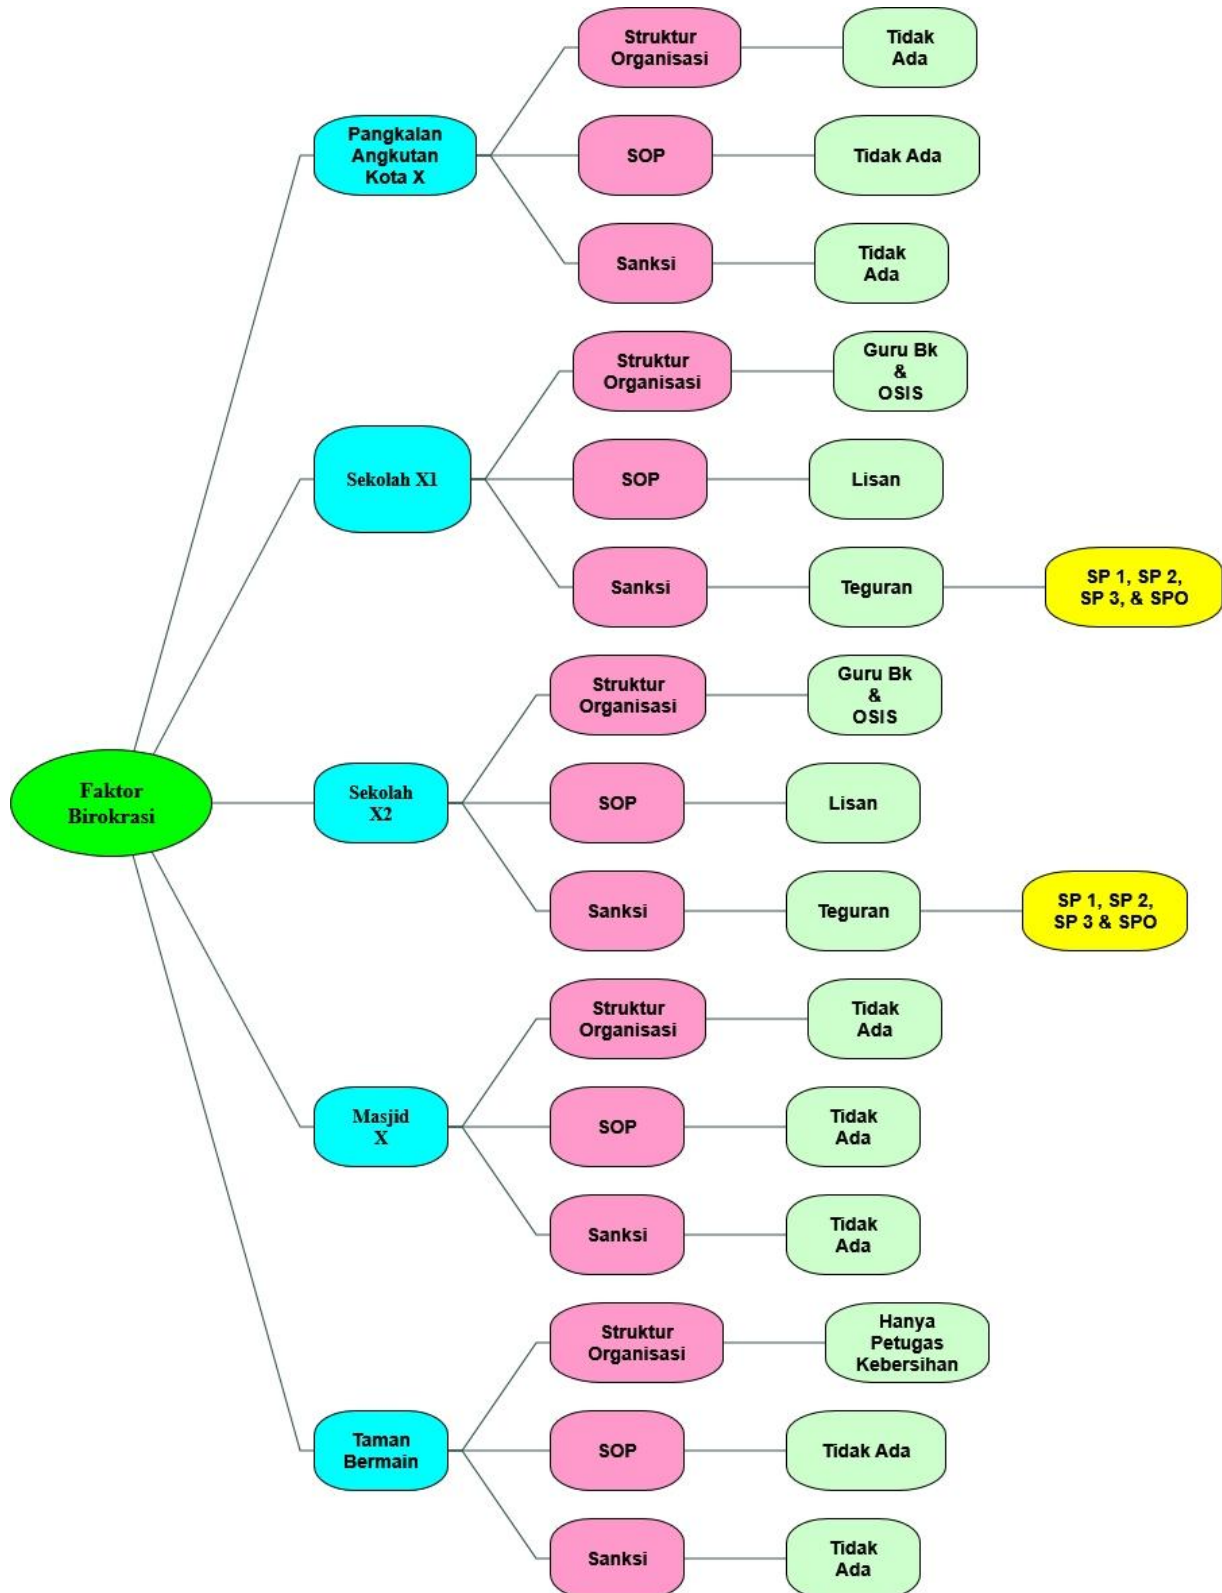 Struktur
Organisasi
Tidak
Ada
Pangkalan
Angkutan
Kota X
SOP
Tidak Ada
Sanksi
Tidak
Ada
Struktur
Organisasi
Guru Bk
&
OSIS
Sekolah X1
SOP
Lisan
Sanksi
Teguran
SP 1, SP 2,
SP 3, & SPO
Struktur
Organisasi
Guru Bk
&
OSIS
Faktor
Birokrasi
Sekolah
X2
SOP
Lisan
Sanksi
Teguran
SP 1, SP 2,
SP 3 & SPO
Struktur
Organisasi
Tidak
Ada
Masjid
X
SOP
Tidak
Ada
Sanksi
Tidak
Ada
Struktur
Organisasi
Hanya
Petugas
Kebersihan
Taman
Bermain
SOP
Tidak Ada
Sanksi
Tidak
Ada